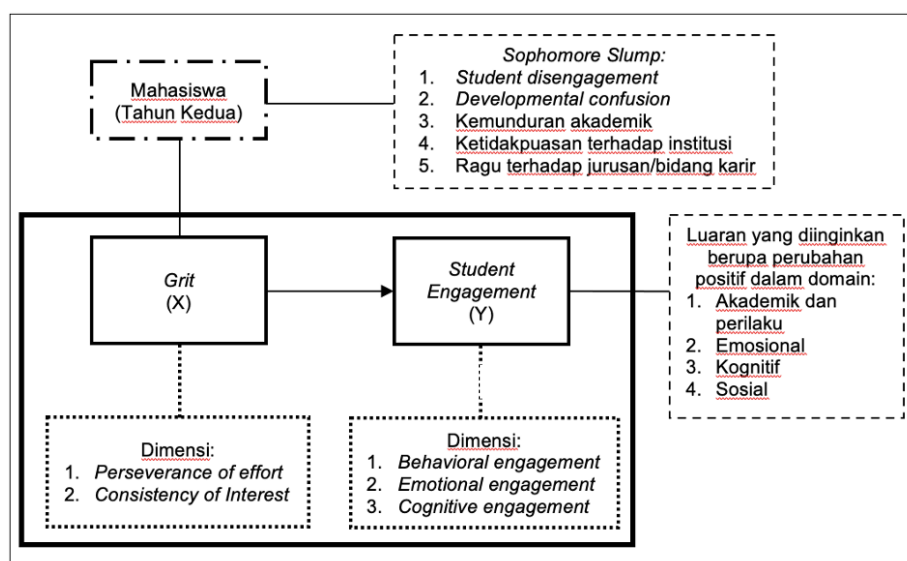 Sophomore Slump:
1. Student disengagement
2. Developmental confusion
3. Kemunduran akademik
4. Ketidakpuasan terhadap institusi
5. Ragu terhadap jurusan/bidang karir
Mahasiswa
(Tahun Kedua)
Grit
(X)
Student
Engagement
(Y)
Luaran yang diinginkan
berupa perubahan
positif dalam domain:
1. Akademik dan
perilaku
2. Emosional
3. Kognitif
4. Sosial
Dimensi:
1. Perseverance of effort
2. Consistency of Interest
Dimensi:
1. Behavioral engagement
2. Emotional engagement
3. Cognitive engagement